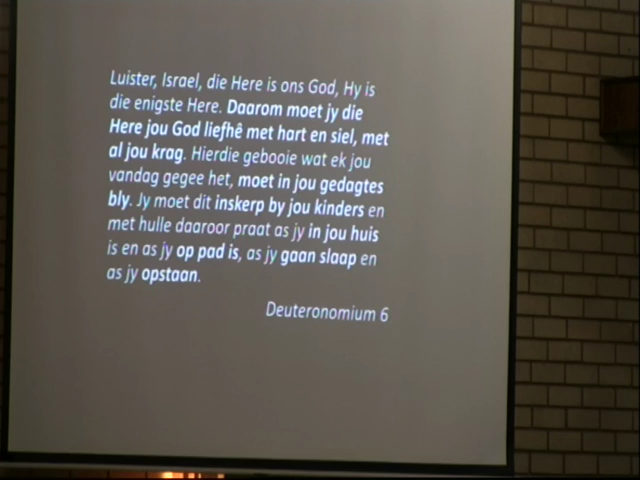 Luister, Israel, die Here is ons God, Hy is
die enigste Here. Daarom moet jy die
Here jou God liefhê met hart en siel, met
al jou krag. Hierdie gebooie wat ek jou
vandag gegee het, moet in jou gedagtes
bly. Jy moet dit inskerp by jou kinders en
met hulle daaroor praat as jy in jou huis
is en as jy op pad is, as jy gaan slaap en
as jy opstaan.
Deuteronomium 6